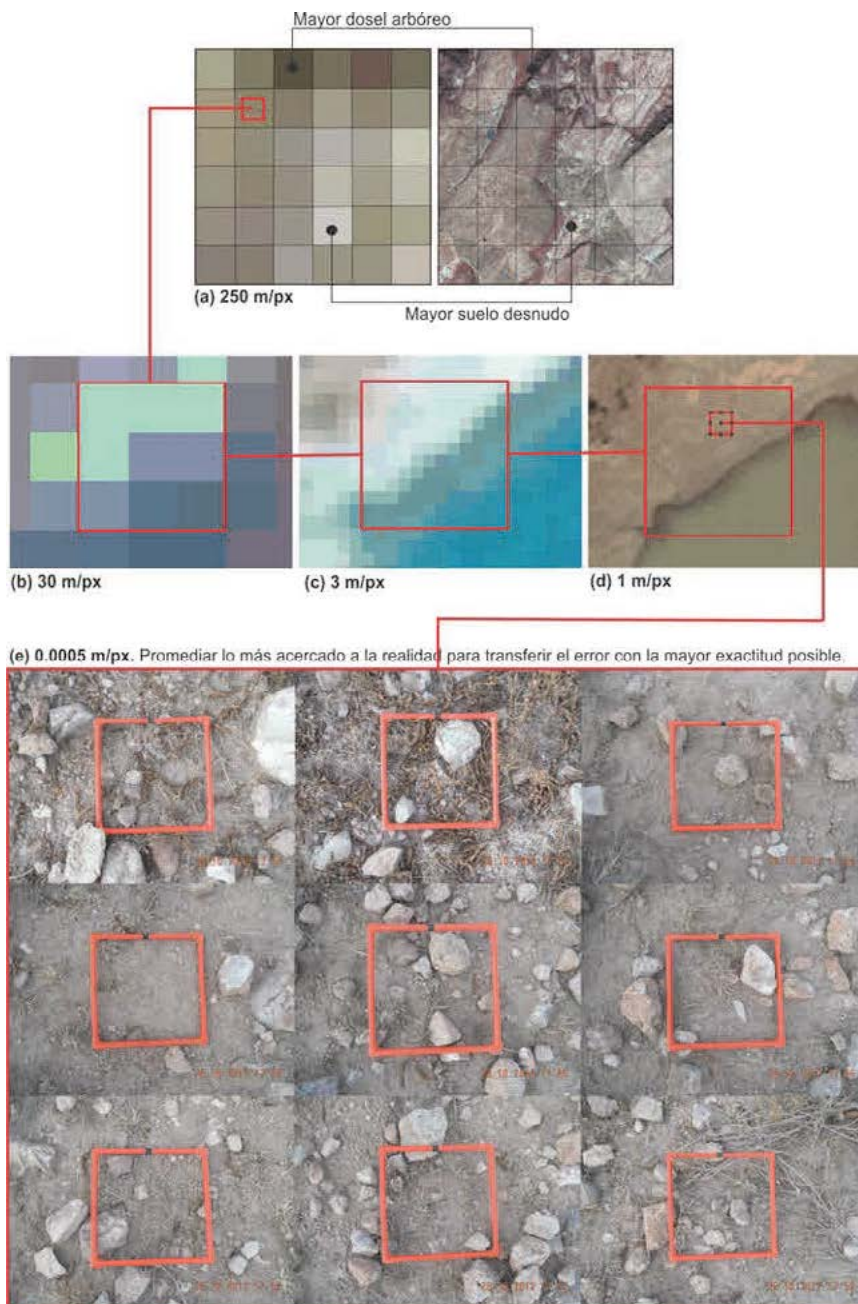 Mayor dosel arbóreo
(a) 250 m/px
Mayor suelo desnudo
(b) 30 m/px
(c) 3 m/px
(d) 1 m/px
(e) 0.0005 m/px. Promediar lo más acercado a la realidad para transferir el error con la mayor exactitud posible.